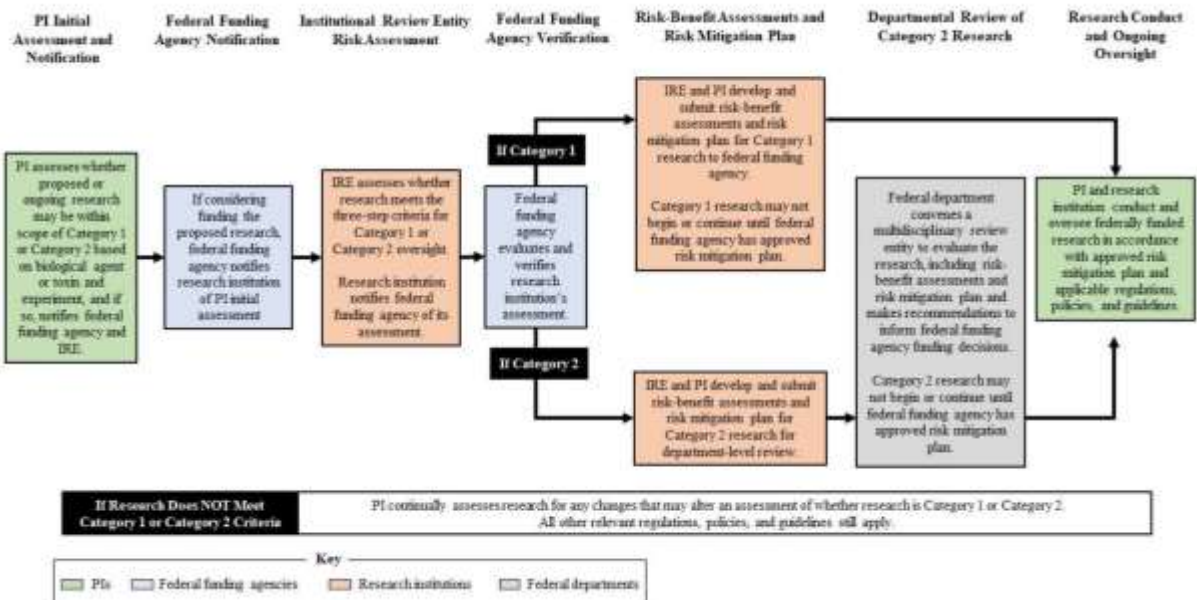 PI Initial
Assessment and
Notification
Federal Funding
Agency Notification
Institutional Review Entity
Risk Assessment
Federal Funding
Agency Verification
Risk-Benefit Assessments and
Risk Mitigation Plan
Departmental Review of
Category 2 Research
Research Conduct
and Ongoing
Oversight
PI assesses whether
proposed or
ongoing research
may be within
scope of Category 1
or Category 2 based
on biological agent
or toxin and
experiment, and if
so, notifies federal
funding agency and
IRE.
If considering
funding the
proposed research,
federal funding
agency notifies
research institution
of PI initial
assessment
IRE assesses whether
research meets the
three-step criteria for
Category 1 or
Category 2 oversight.
Research institution
notifies federal
funding agency of its
assessment.
If Category 1
Federal
funding
agency
evaluates and
verifies
research
institution's
assessment.
If Category 2
IRE and PI develop and
submit risk-benefit
assessments and risk
mitigation plan for Category 1
research to federal funding
agency.
Category 1 research may not
begin or continue until federal
funding agency has approved
risk mitigation plan.
IRE and PI develop and submit
risk-benefit assessments and
risk mitigation plan for
Category 2 research for
department-level review.
Federal department
convenes a
multidisciplinary review
entity to evaluate the
research, including risk-
benefit assessments and
risk mitigation plan and
makes recommendations to
inform federal funding
agency funding decisions.
Category 2 research may
not begin or continue until
federal funding agency has
approved risk mitigation
plan.
PI and research
institution conduct and
oversee federally funded
research in accordance
with approved risk
mitigation plan and
applicable regulations,
policies, and guidelines.
If Research Does NOT Meet
Category 1 or Category 2 Criteria
PI continually assesses research for any changes that may alter an assessment of whether research is Category 1 or Category 2.
All other relevant regulations, policies, and guidelines still apply.
Key
PIs
Federal funding agencies
Research institutions
Federal departments